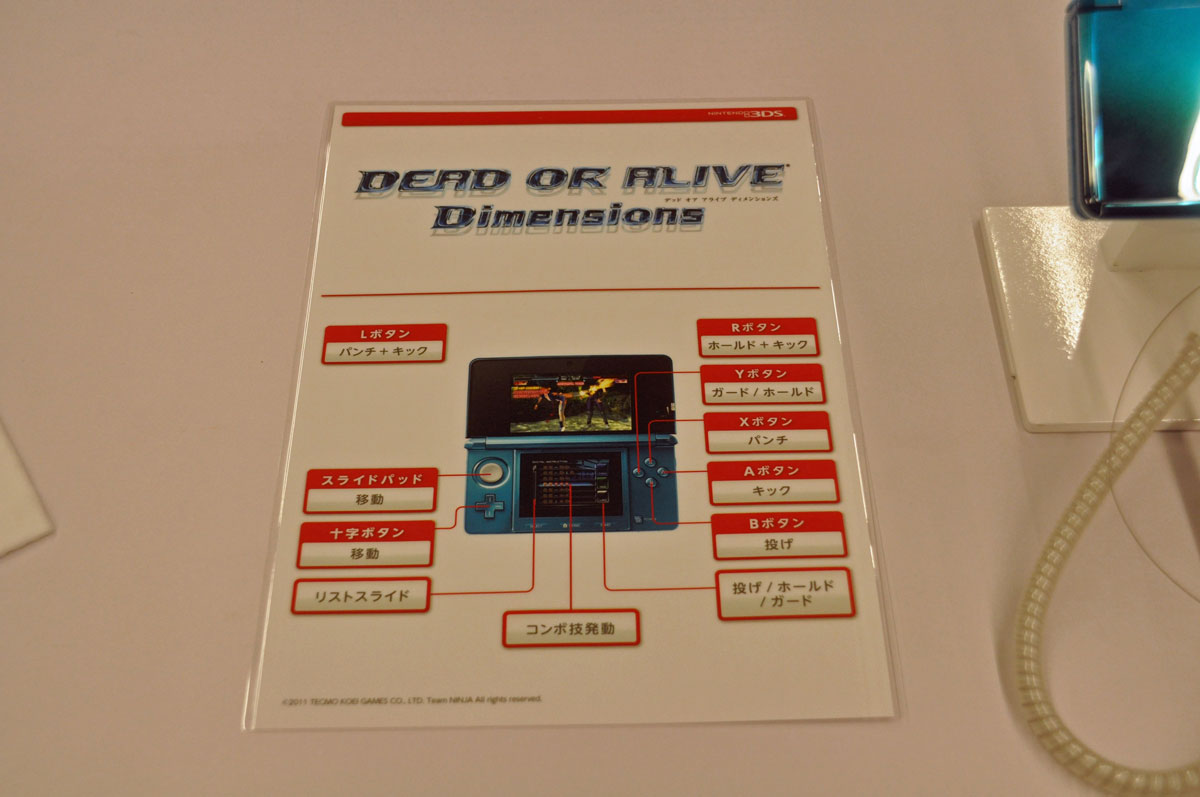 NINTENDO 3DS
DEAD OR ALIVE
デッド オア アライブ ディメンションズ
Dimensions
Lボタン
パンチ+キック
Rボタン
ホールド+キック
Yボタン
ガード/ホールド
Xボタン
パンチ
スライドパッド
移動
Aボタン
キック
十字ボタン
移動
Bボタン
投げ
リストスライド
投げ/ホールド
/ガード
コンボ技発動
©2011 TECMO KOEI GAMES CO., LTD. Team NINJA All rights reserved.